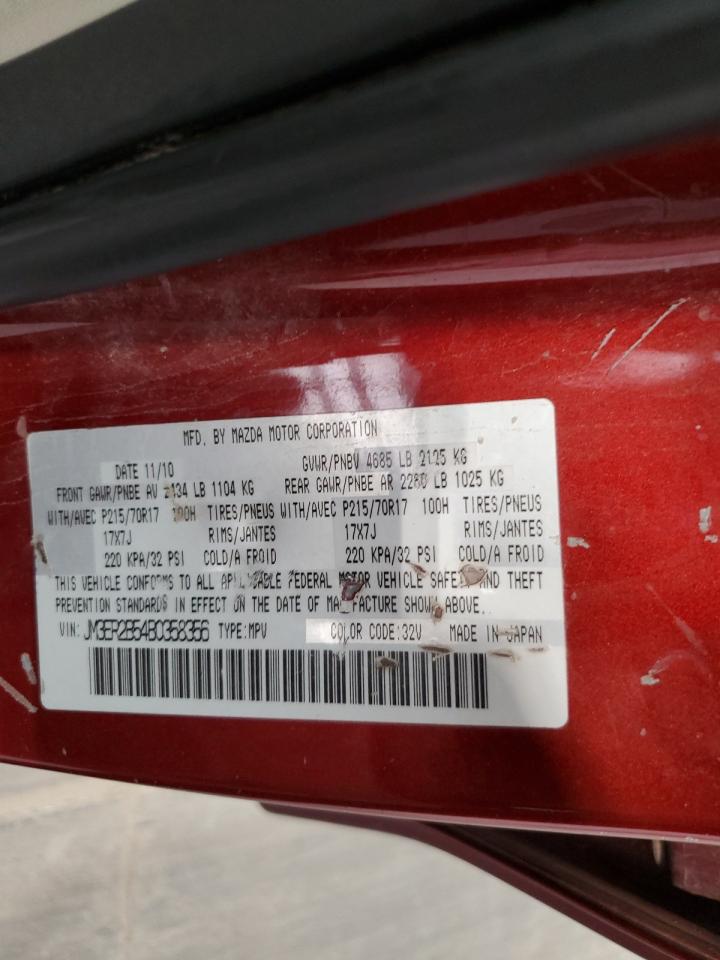 MFD. BY MAZDA MOTOR CORPORATION
DATE 11/10 GVWR/PNBV 4685 LB 2125 KG
FRONT GAWR/PNBE AV 2434 LB 1104 KG REAR GAWR/PNBE AR 2260 LB 1025 KG
WITH/AVEC P215/70R17 100H TIRES/PNEUS WITH/AVEC P215/70R17 100H TIRES/PNEUS
17X7J RIMS/JANTES 17X7J RIMS/JANTES
220 KPA/32 PSI COLD/A FROID 220 KPA/32 PSI COLD/A FROID
THIS VEHICLE CONFORMS TO ALL APPLICABLE FEDERAL MOTOR VEHICLE SAFETY AND THEFT
PREVENTION STANDARDS IN EFFECT ON THE DATE OF MANUFACTURE SHOWN ABOVE.
VIN: JM3ER2B54B0358356 TYPE:MPV COLOR CODE:32V MADE IN JAPAN